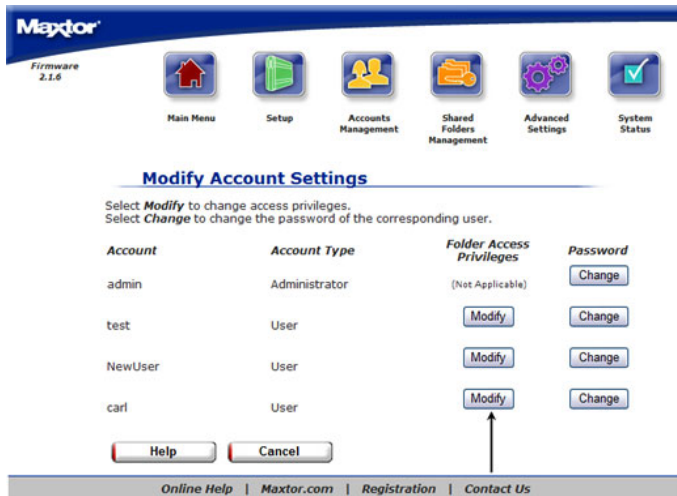 Maxtor
Firmware
2.1.6
Main Menu
Setup
Accounts
Management
Shared
Folders
Management
Advanced
Settings
System
Status
Modify Account Settings
Select Modify to change access privileges.
Select Change to change the password of the corresponding user.
Account Account Type Folder Access Privileges Password
admin Administrator (Not Applicable) Change
test User Modify Change
NewUser User Modify Change
carl User Modify Change
Help Cancel
Online Help | Maxtor.com | Registration | Contact Us